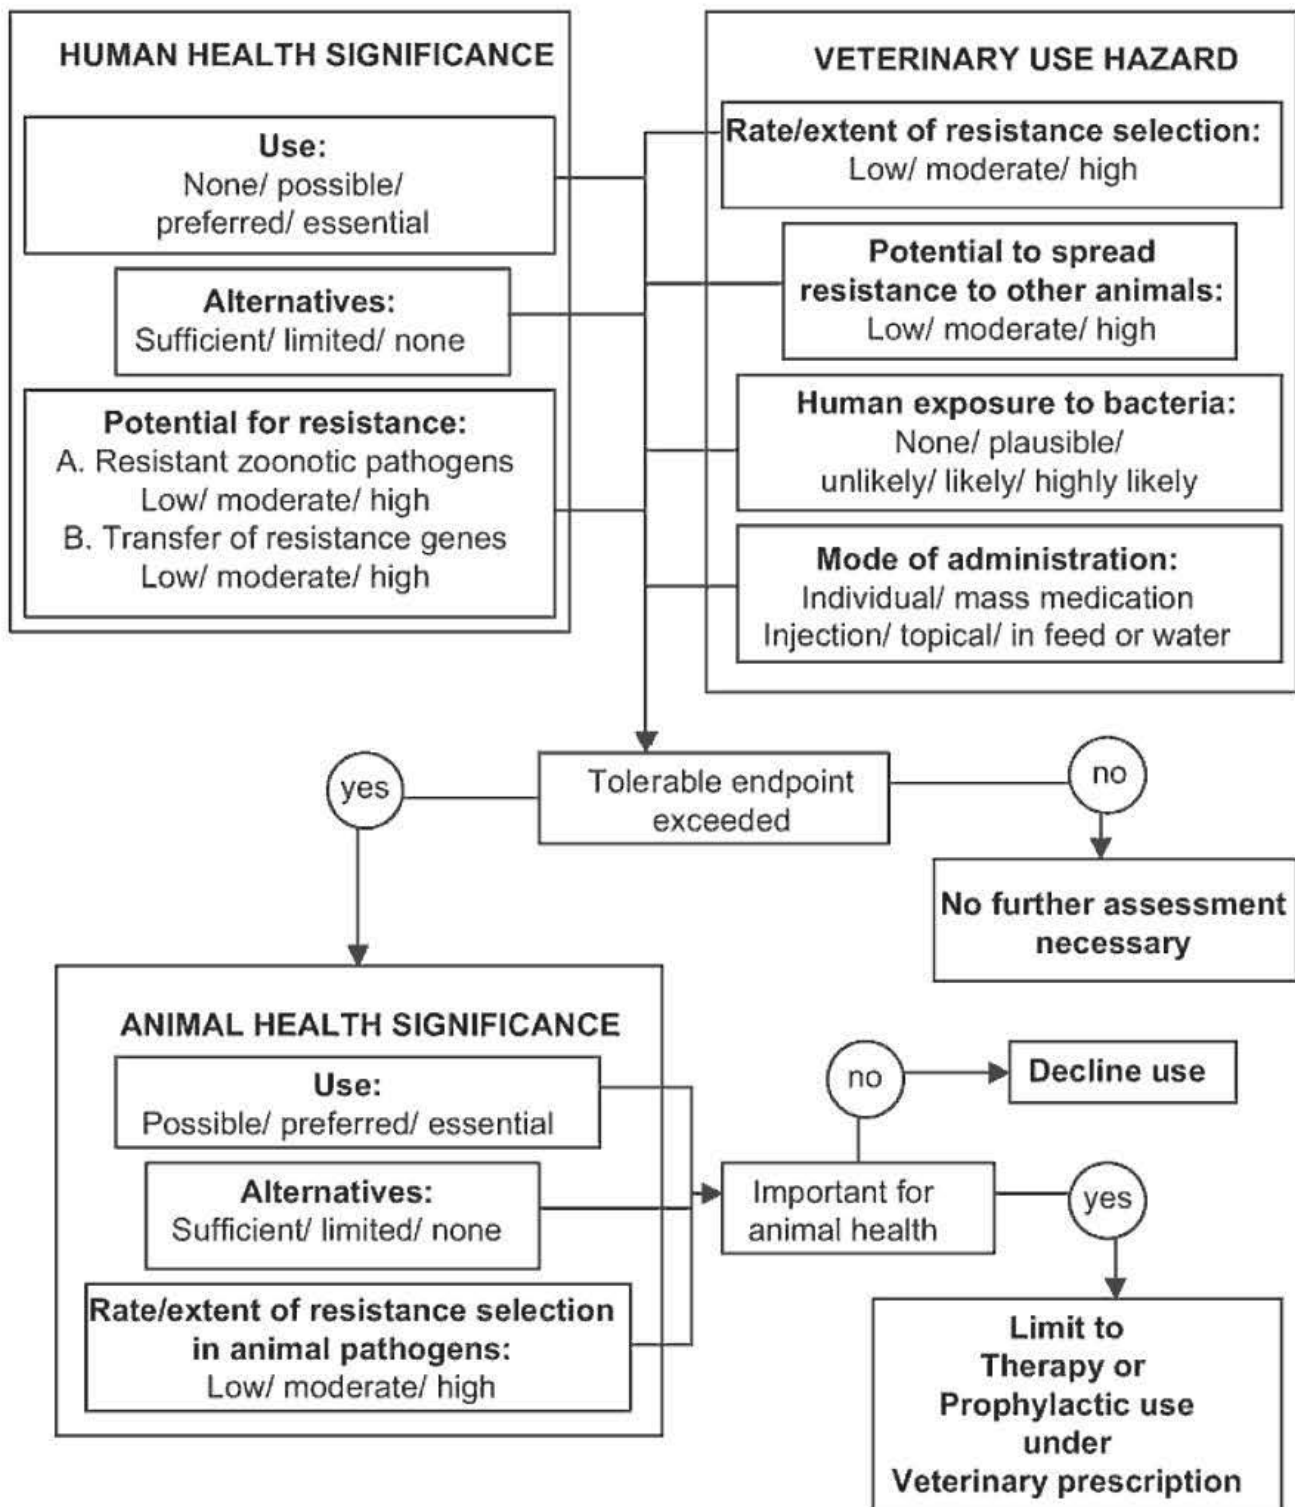 HUMAN HEALTH SIGNIFICANCE
Use:
None/ possible/
preferred/ essential
Alternatives:
Sufficient/ limited/ none
Potential for resistance:
A. Resistant zoonotic pathogens
Low/ moderate/ high
B. Transfer of resistance genes
Low/ moderate/ high
VETERINARY USE HAZARD
Rate/extent of resistance selection:
Low/ moderate/ high
Potential to spread
resistance to other animals:
Low/ moderate/ high
Human exposure to bacteria:
None/ plausible/
unlikely/ likely/ highly likely
Mode of administration:
Individual/ mass medication
Injection/ topical/ in feed or water
yes
Tolerable endpoint
exceeded
no
No further assessment
necessary
ANIMAL HEALTH SIGNIFICANCE
Use:
Possible/ preferred/ essential
Alternatives:
Sufficient/ limited/ none
Rate/extent of resistance selection
in animal pathogens:
Low/ moderate/ high
no
Decline use
Important for
animal health
yes
Limit to
Therapy or
Prophylactic use
under
Veterinary prescription